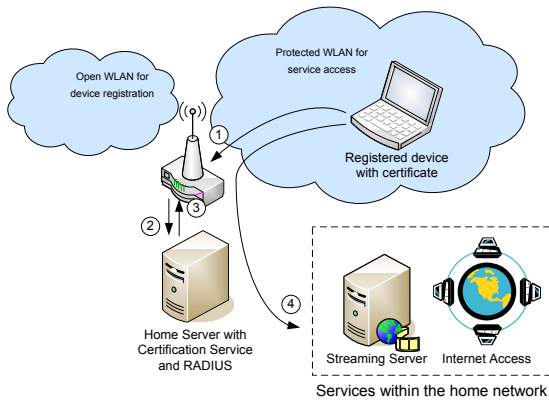 Open WLAN for
device registration
Protected WLAN for
service access
1
Registered device
with certificate
2
3
Home Server with
Certification Service
and RADIUS
4
Streaming Server
Internet Access
Services within the home network